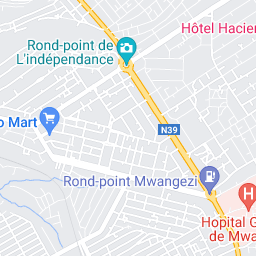 Hôtel Hacien
Rond-point de
L'indépendance
o Mart
N39
Rond-point Mwangezi
H
Hopital G
de Mwa